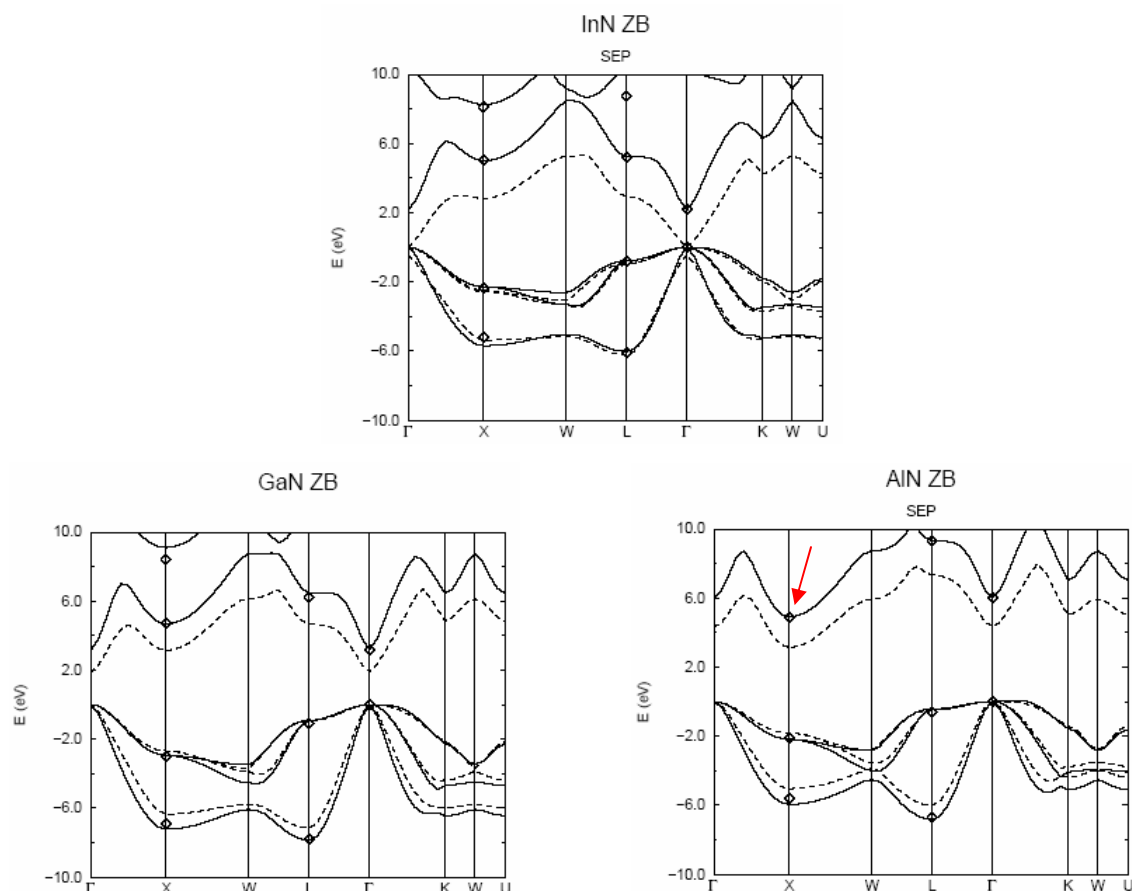 InN ZB
SEP
10.0
6.0
2.0
−2.0
−6.0
−10.0
E (eV)
Γ X W L Γ K W U
GaN ZB
10.0
6.0
2.0
−2.0
−6.0
−10.0
E (eV)
Γ X W L Γ K W U
AlN ZB
SEP
10.0
6.0
2.0
−2.0
−6.0
−10.0
E (eV)
Γ X W L Γ K W U